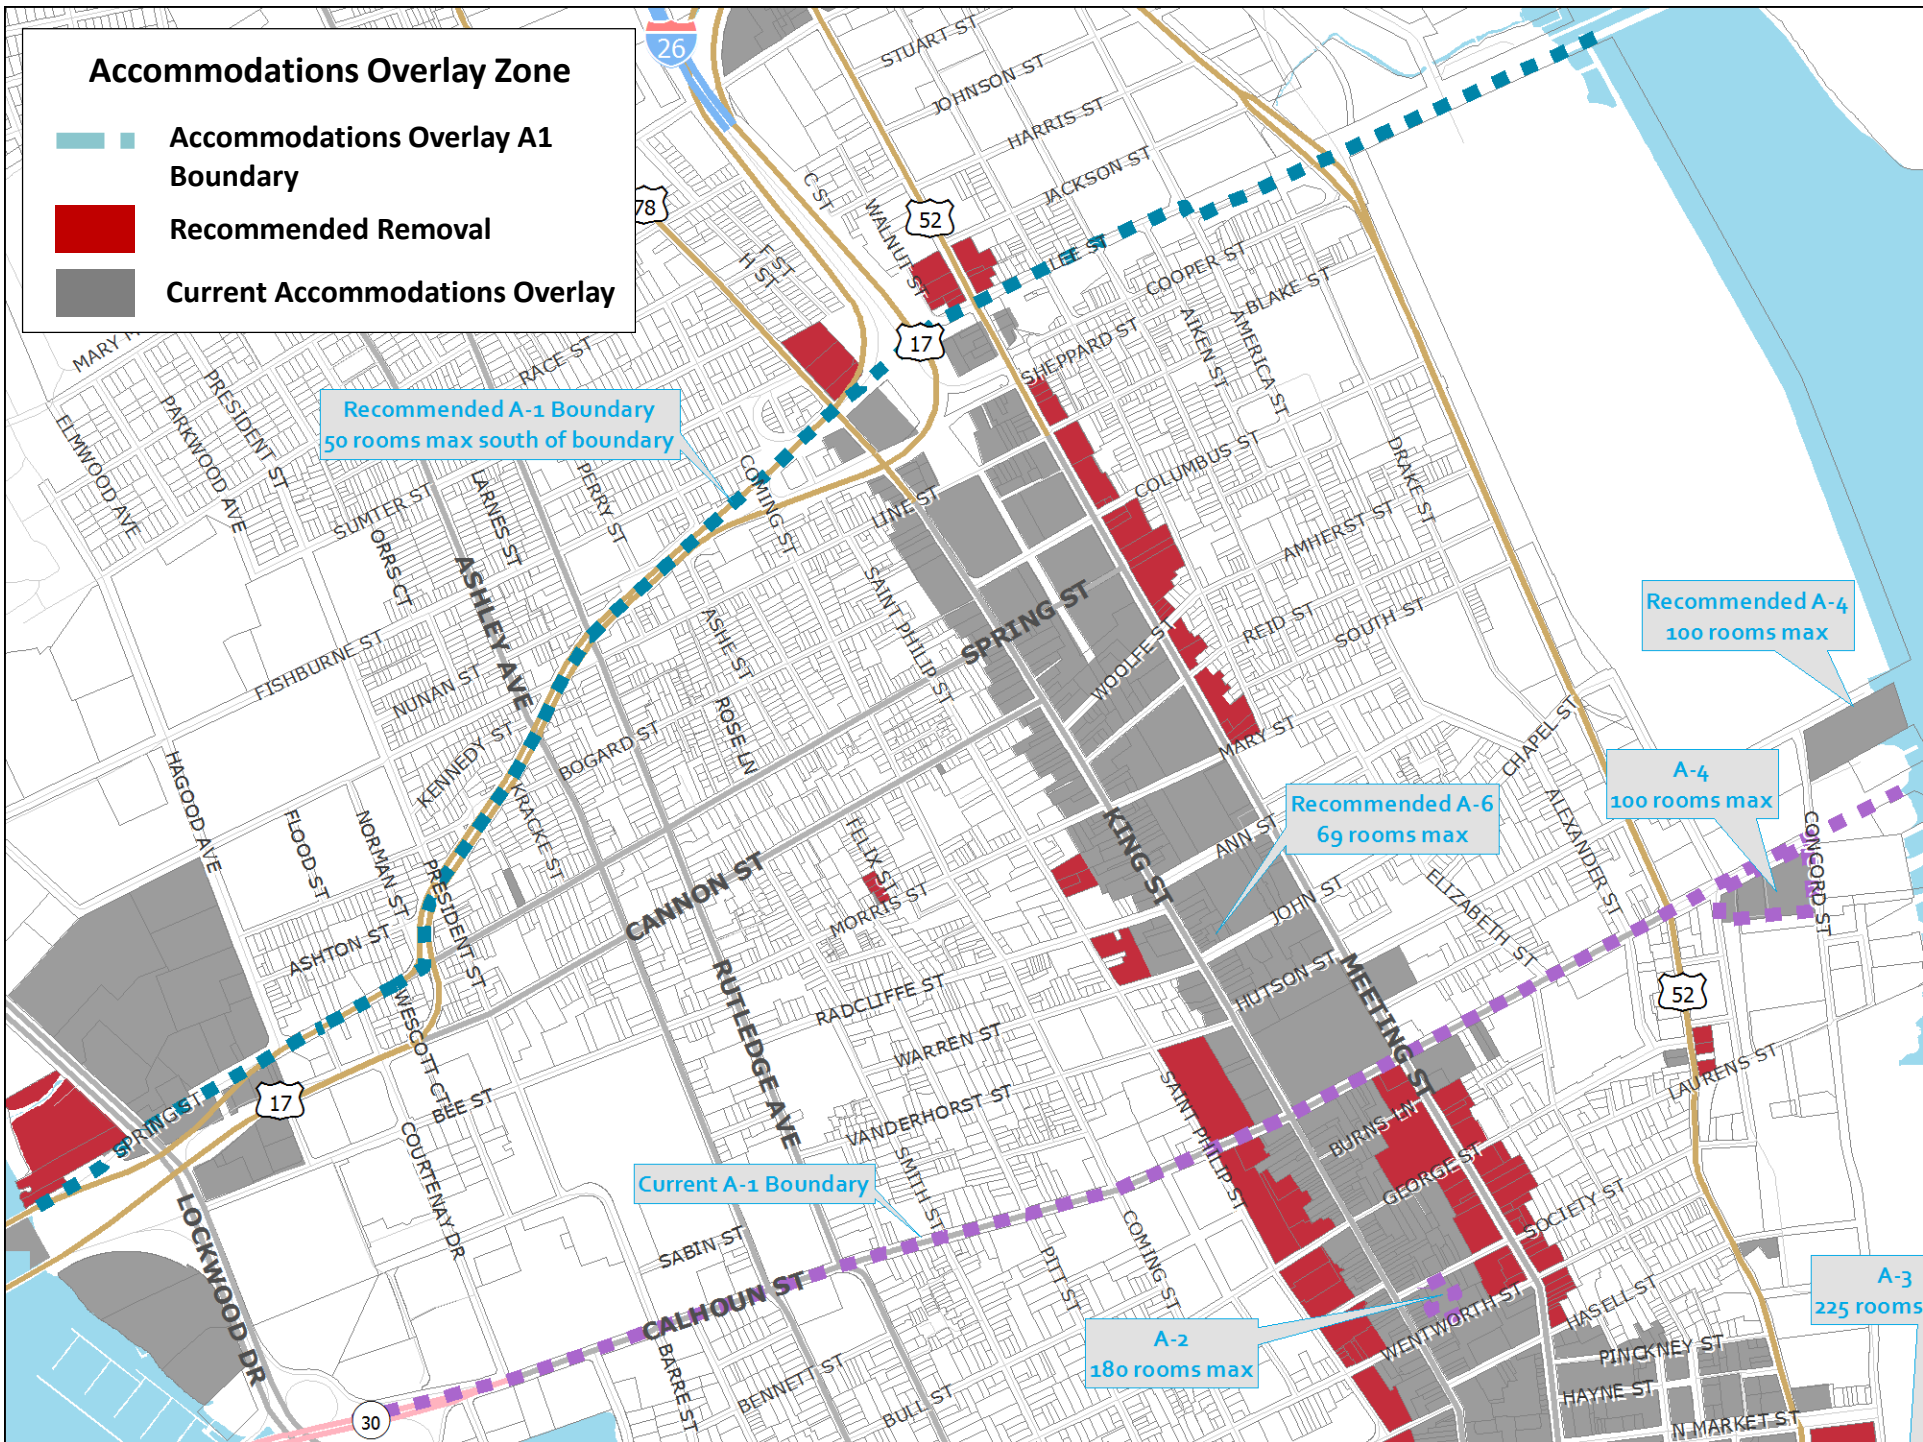 Accommodations Overlay Zone
Accommodations Overlay A1
Boundary
Recommended Removal
Current Accommodations Overlay
26
78
52
17
STUART ST
JOHNSON ST
HARRIS ST
JACKSON ST
C ST
WALNUT ST
F ST
H ST
LEE ST
COOPER ST
BLAKE ST
AIKEN ST
AMERICA ST
SHEPPARD ST
RACE ST
PRESIDENT ST
PARKWOOD AVE
ELMWOOD AVE
Recommended A-1 Boundary
50 rooms max south of boundary
SUMTER ST
LARNES ST
ORRS CT
PERRY ST
COMING ST
LINE ST
COLUMBUS ST
DRAKE ST
AMHERST ST
ASHLEY AVE
SAINT PHILIP ST
SPRING ST
ASHE ST
WOOLFE ST
REID ST
SOUTH ST
Recommended A-4
100 rooms max
FISHBURNE ST
NUNAN ST
KENNEDY ST
BOGARD ST
ROSE LN
MARY ST
CHAPEL ST
A-4
100 rooms max
HAGOOD AVE
FLOOD ST
NORMAN ST
PRESIDENT ST
KRACKE ST
FELIX ST
KING ST
ANN ST
Recommended A-6
69 rooms max
ALEXANDER ST
CONCORD ST
ASHTON ST
CANNON ST
MORRIS ST
JOHN ST
ELIZABETH ST
WESCOTT CT
RUTLEDGE AVE
RADCLIFFE ST
HUTSON ST
MEETING ST
52
WARREN ST
LAURENS ST
17
SPRING ST
BEE ST
COURTENAY DR
VANDERHORST ST
SAINT PHILIP ST
BURNS LN
GEORGE ST
Current A-1 Boundary
SMITH ST
SOCIETY ST
LOCKWOOD DR
SABIN ST
PITT ST
COMING ST
CALHOUN ST
A-2
180 rooms max
WENTWORTH ST
HASELL ST
A-3
225 rooms
BARRE ST
BENNETT ST
BULL ST
PINCKNEY ST
HAYNE ST
N MARKET ST
30